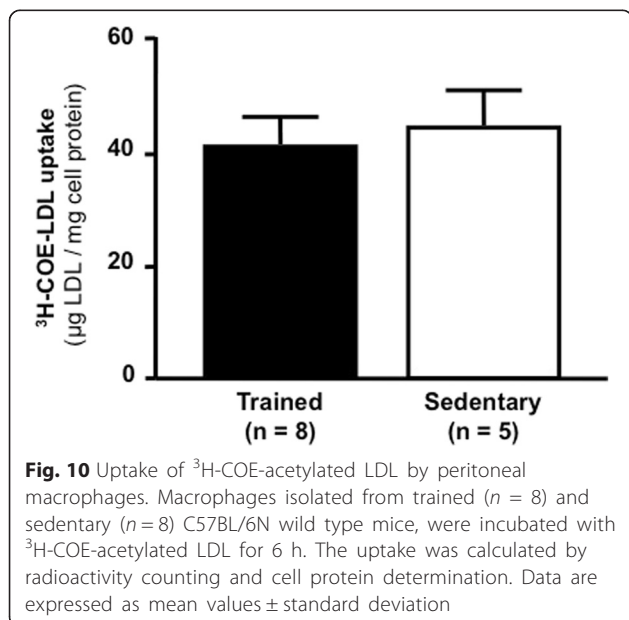 60
40
20
0
³H-COE-LDL uptake
(µg LDL / mg cell protein)
Trained
(n = 8)
Sedentary
(n = 5)
Fig. 10 Uptake of ³H-COE-acetylated LDL by peritoneal
macrophages. Macrophages isolated from trained (n = 8) and
sedentary (n = 8) C57BL/6N wild type mice, were incubated with
³H-COE-acetylated LDL for 6 h. The uptake was calculated by
radioactivity counting and cell protein determination. Data are
expressed as mean values ± standard deviation